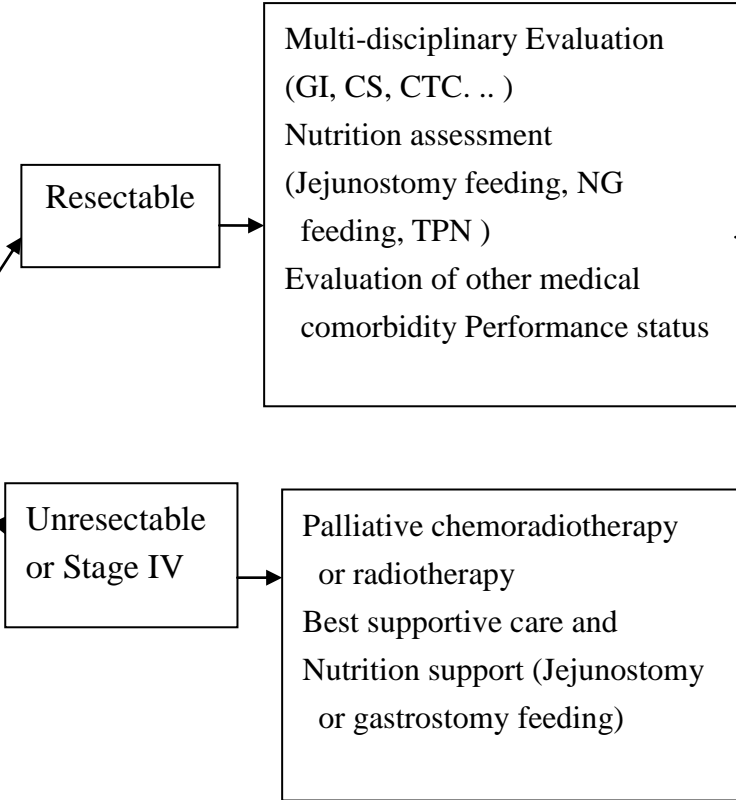 Resectable
Multi-disciplinary Evaluation
(GI, CS, CTC. .. )
Nutrition assessment
(Jejunostomy feeding, NG
feeding, TPN )
Evaluation of other medical
comorbidity Performance status
Unresectable
or Stage IV
Palliative chemoradiotherapy
or radiotherapy
Best supportive care and
Nutrition support (Jejunostomy
or gastrostomy feeding)